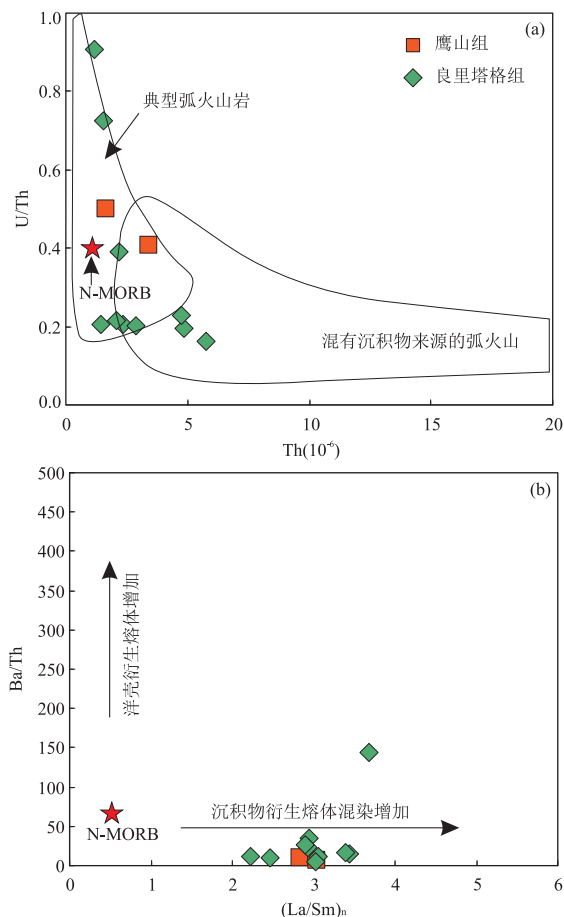 1.0
(a)
鹰山组
良里塔格组
0.8
典型弧火山岩
0.6
U/Th
0.4
N-MORB
混有沉积物来源的弧火山
0.2
0.0
0 5 10 15 20
Th(10⁻⁶)
500
(b)
450
400
350
洋壳衍生熔体增加
300
250
Ba/Th
200
150
100
沉积物衍生熔体混染增加
50
N-MORB
0
0 1 2 3 4 5 6
(La/Sm)ₙ